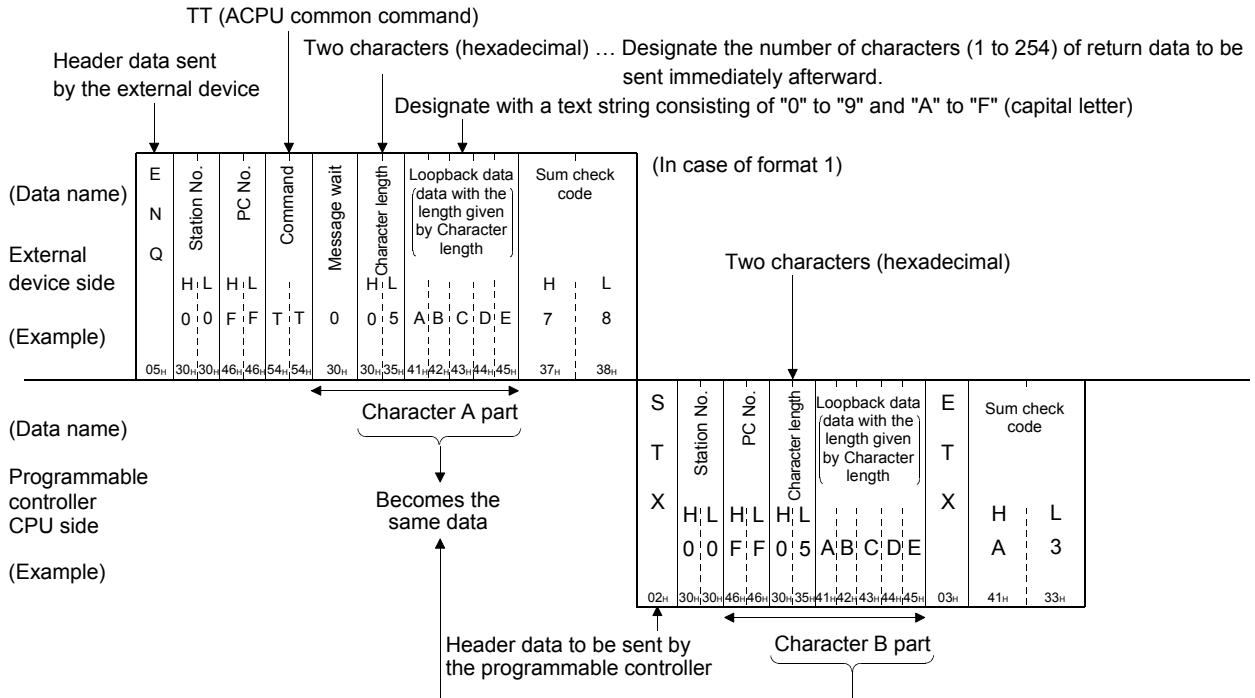 TT (ACPU common command)
Header data sent
by the external device
Two characters (hexadecimal) … Designate the number of characters (1 to 254) of return data to be
sent immediately afterward.
Designate with a text string consisting of "0" to "9" and "A" to "F" (capital letter)
(In case of format 1)
(Data name)
External
device side
(Example)
E
N
Q
Station No.
PC No.
Command
Message wait
Character length
Loopback data
data with the
length given
by Character
length
Sum check
code
H L H L H L H L
0 0 F F T T 0 0 5 A B C D E 7 8
05H 30H 30H 46H 46H 54H 54H 30H 30H 35H 41H 42H 43H 44H 45H 37H 38H
Character A part
Becomes the
same data
Two characters (hexadecimal)
(Data name)
Programmable
controller
CPU side
(Example)
S
T
X
Station No.
PC No.
Character length
Loopback data
data with the
length given
by Character
length
E
T
X
Sum check
code
H L H L H L H L
0 0 F F 0 5 A B C D E A 3
02H 30H 30H 46H 46H 30H 35H 41H 42H 43H 44H 45H 03H 41H 33H
Header data to be sent by
the programmable controller
Character B part